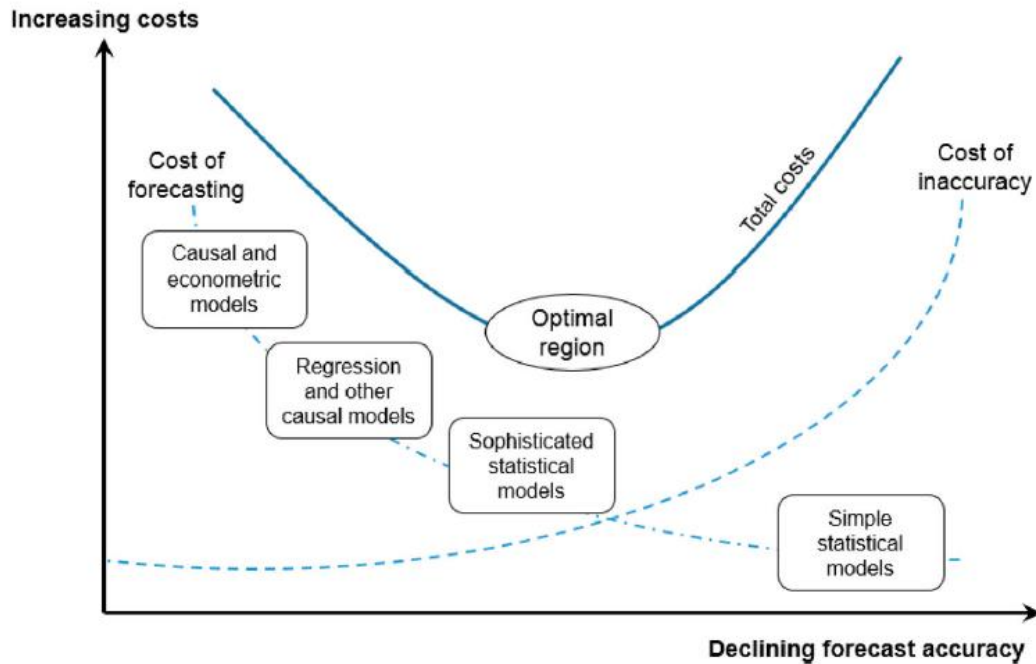 Increasing costs
Cost of
forecasting
Causal and
econometric
models
Regression
and other
causal models
Sophisticated
statistical
models
Optimal
region
Total costs
Cost of
inaccuracy
Simple
statistical
models
Declining forecast accuracy